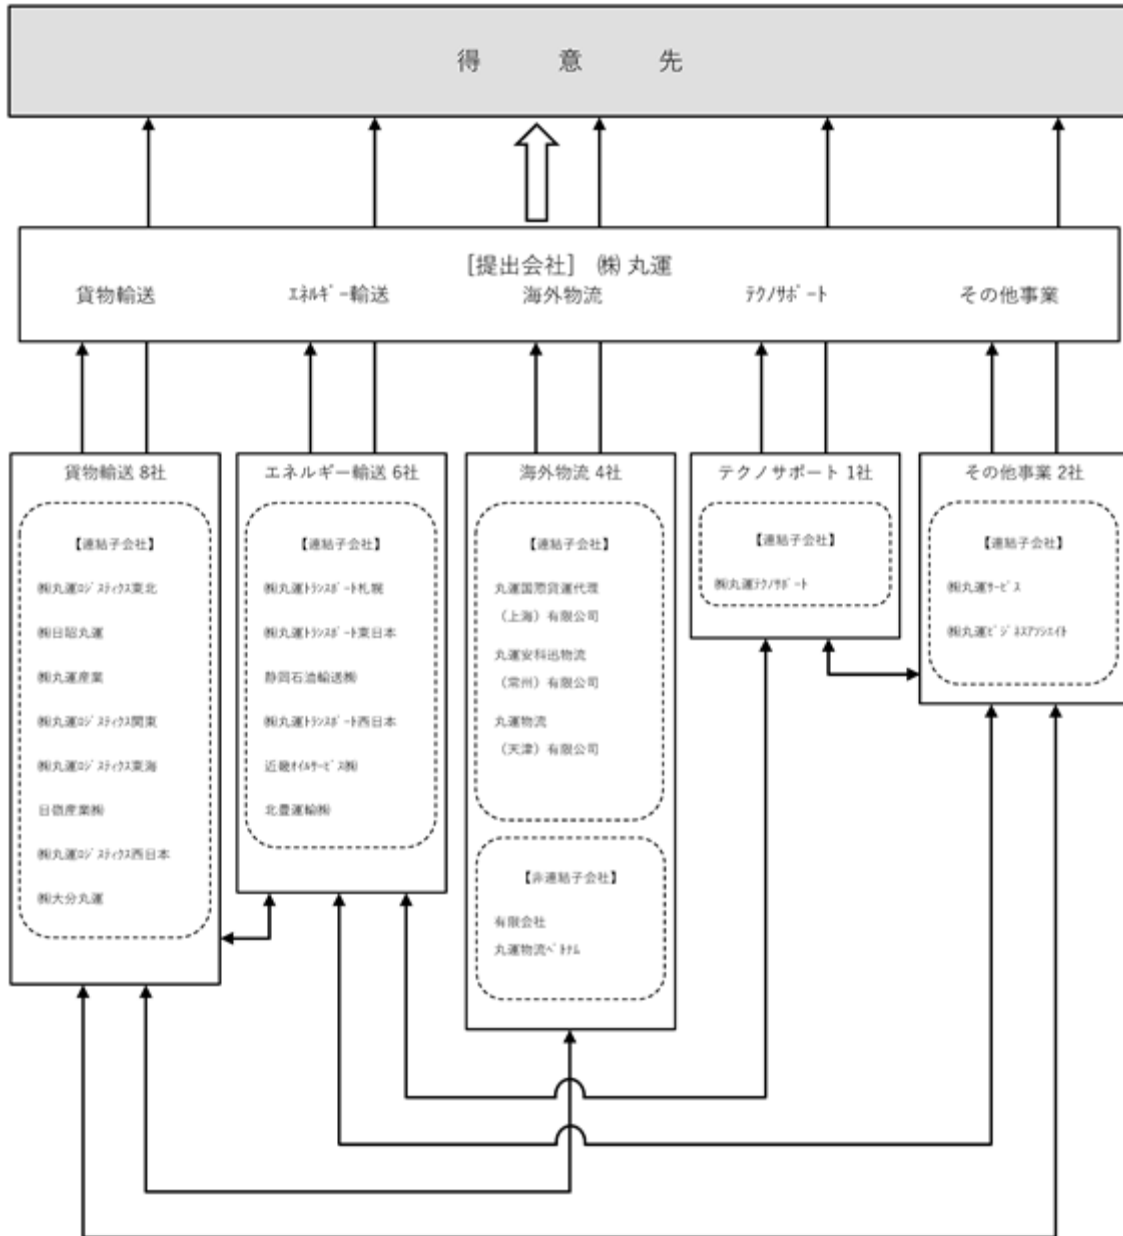 得 意 先
[提出会社] ㈱ 丸運
貨物輸送 ｴﾈﾙｷﾞｰ輸送 海外物流 ﾃｸﾉｻﾎﾟｰﾄ その他事業
貨物輸送 8社
【連結子会社】
㈱丸運ﾛｼﾞｽﾃｨｸｽ東北
㈱日昭丸運
㈱丸運産業
㈱丸運ﾛｼﾞｽﾃｨｸｽ関東
㈱丸運ﾛｼﾞｽﾃｨｸｽ東海
日嶺産業㈱
㈱丸運ﾛｼﾞｽﾃｨｸｽ西日本
㈱大分丸運
エネルギー輸送 6社
【連結子会社】
㈱丸運ﾄﾗﾝｽﾎﾟｰﾄ札幌
㈱丸運ﾄﾗﾝｽﾎﾟｰﾄ東日本
静岡石油輸送㈱
㈱丸運ﾄﾗﾝｽﾎﾟｰﾄ西日本
近畿ｵｲﾙｻｰﾋﾞｽ㈱
北豊運輸㈱
海外物流 4社
【連結子会社】
丸運国際貨運代理
（上海）有限公司
丸運安科迅物流
（常州）有限公司
丸運物流
（天津）有限公司
【非連結子会社】
有限会社
丸運物流ﾍﾞﾄﾅﾑ
テクノサポート 1社
【連結子会社】
㈱丸運ﾃｸﾉｻﾎﾟｰﾄ
その他事業 2社
【連結子会社】
㈱丸運ｻｰﾋﾞｽ
㈱丸運ﾋﾞｼﾞﾈｽｱｿｼｴｲﾄ